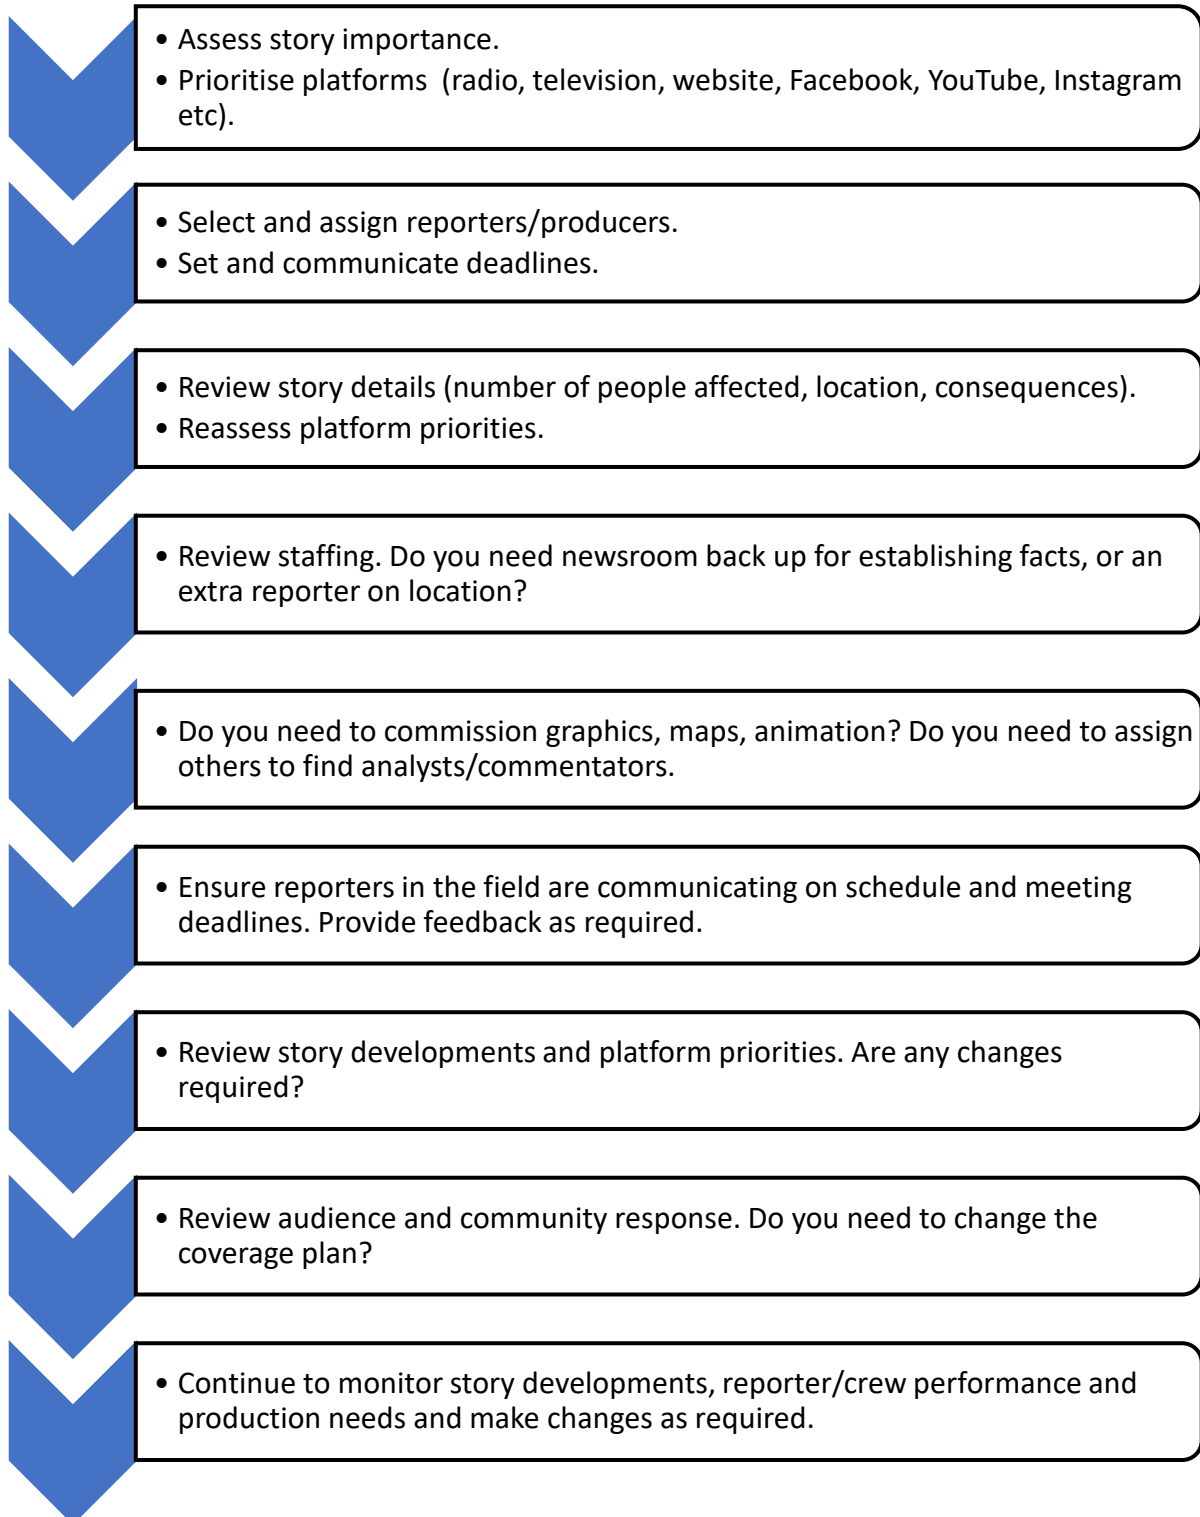 • Assess story importance.
• Prioritise platforms  (radio, television, website, Facebook, YouTube, Instagram
etc).
• Select and assign reporters/producers.
• Set and communicate deadlines.
• Review story details (number of people affected, location, consequences).
• Reassess platform priorities.
• Review staffing. Do you need newsroom back up for establishing facts, or an
extra reporter on location?
• Do you need to commission graphics, maps, animation? Do you need to assign
others to find analysts/commentators.
• Ensure reporters in the field are communicating on schedule and meeting
deadlines. Provide feedback as required.
• Review story developments and platform priorities. Are any changes
required?
• Review audience and community response. Do you need to change the
coverage plan?
• Continue to monitor story developments, reporter/crew performance and
production needs and make changes as required.